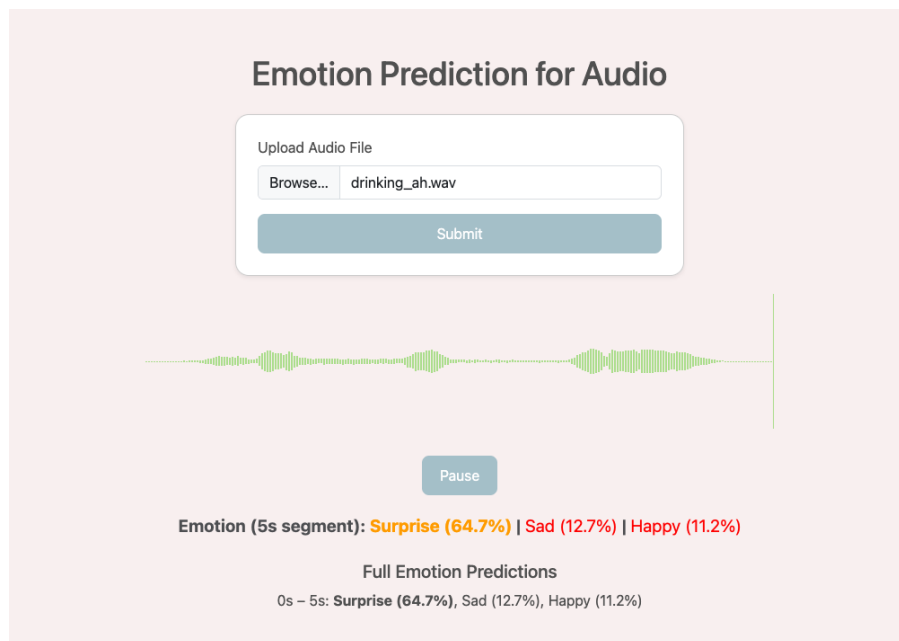 Emotion Prediction for Audio
Upload Audio File
Browse... drinking_ah.wav
Submit
Pause
Emotion (5s segment): Surprise (64.7%) | Sad (12.7%) | Happy (11.2%)
Full Emotion Predictions
0s – 5s: Surprise (64.7%), Sad (12.7%), Happy (11.2%)